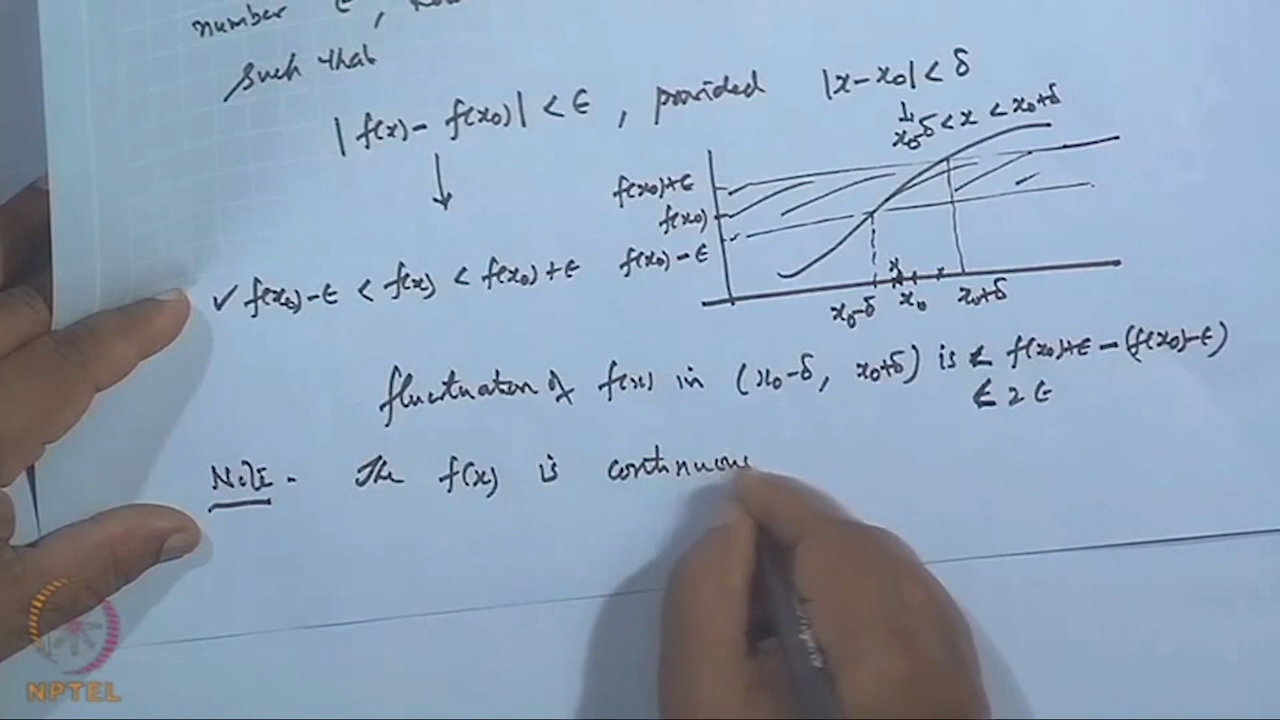 number ϵ,
such that
|f(x) - f(x₀)| < ϵ, provided |x-x₀| < δ
x₀-δ < x < x₀+δ
f(x₀)+ϵ
f(x₀)
f(x₀)-ϵ
✓ f(x₀)-ϵ < f(x) < f(x₀)+ϵ
x₀-δ x₀ x₀+δ
fluctuation of f(x) in (x₀-δ, x₀+δ) is < f(x₀)+ϵ-(f(x₀)-ϵ)
< 2ϵ
Note - The f(x) is continuous
NPTEL